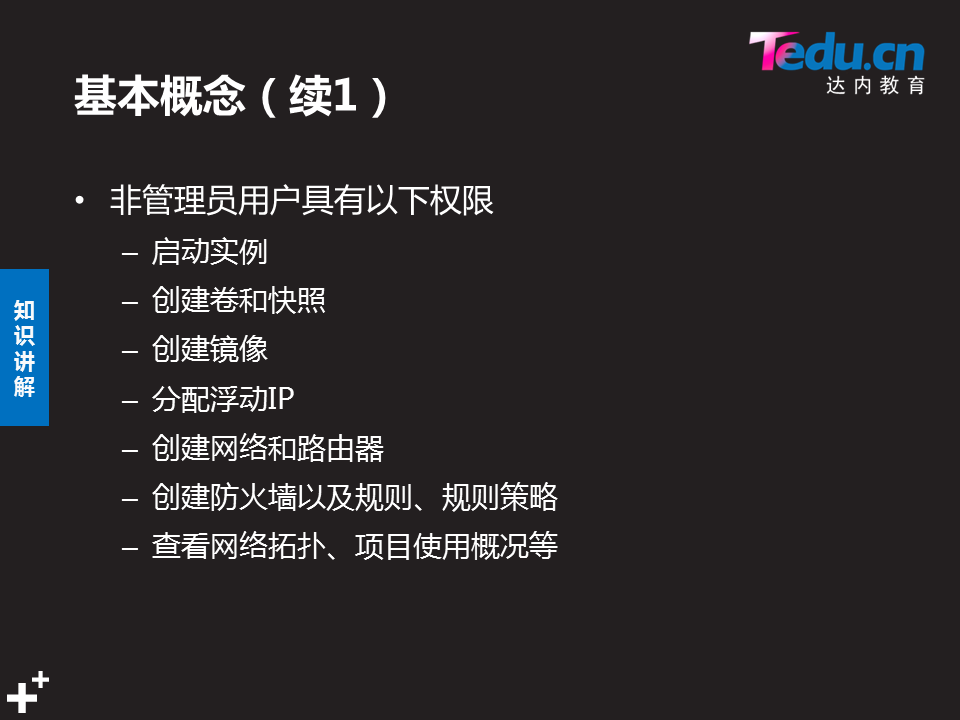 Tedu.cn
达内教育
基本概念（续1）
• 非管理员用户具有以下权限
– 启动实例
– 创建卷和快照
– 创建镜像
– 分配浮动IP
– 创建网络和路由器
– 创建防火墙以及规则、规则策略
– 查看网络拓扑、项目使用概况等
知识讲解